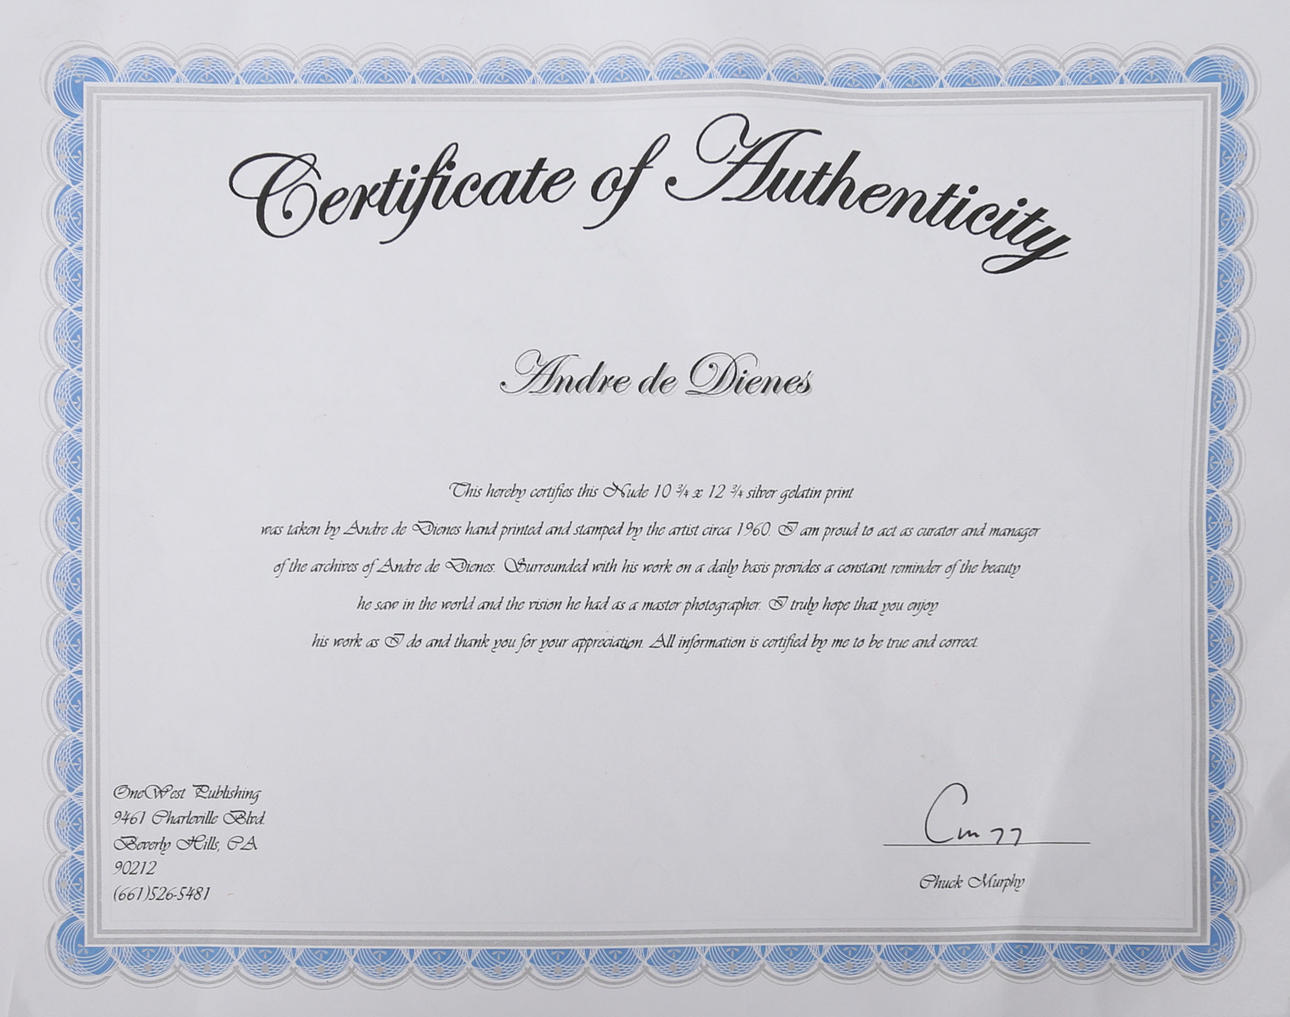 Certificate of Authenticity
Andre de Dienes
This hereby certifies this Nude 10 ¾ x 12 ¾ silver gelatin print
was taken by Andre de Dienes hand printed and stamped by the artist circa 1960. I am proud to act as curator and manager
of the archives of Andre de Dienes. Surrounded with his work on a daily basis provides a constant reminder of the beauty
he saw in the world and the vision he had as a master photographer. I truly hope that you enjoy
his work as I do and thank you for your appreciation. All information is certified by me to be true and correct.
OneWest Publishing
9461 Charleville Blvd.
Beverly Hills, CA
90212
(661)526-5481
Chuck Murphy